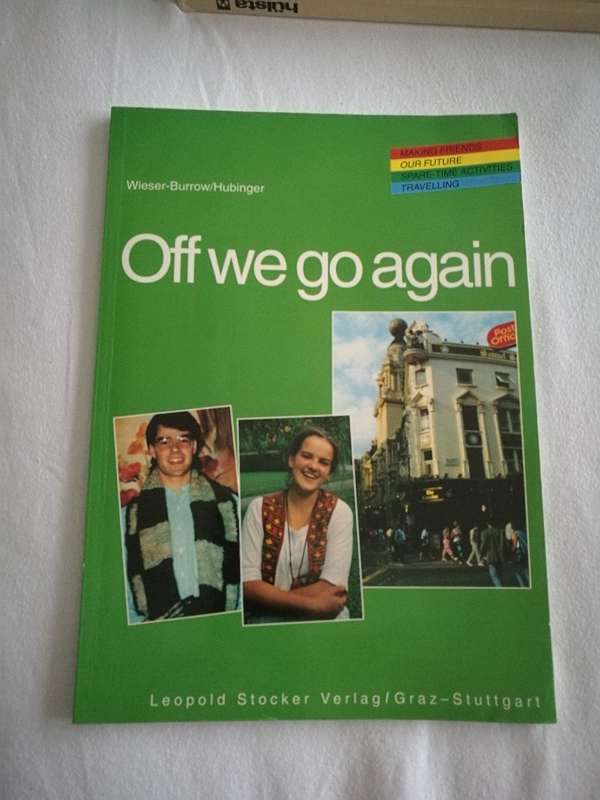 hülsta
Wieser-Burrow/Hubinger
MAKING FRIENDS
OUR FUTURE
SPARE-TIME ACTIVITIES
TRAVELLING
Off we go again
Post
Office
Leopold Stocker Verlag/Graz–Stuttgart